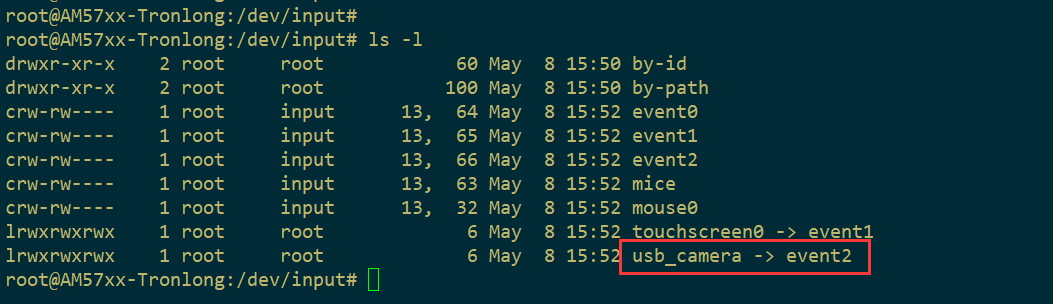 root@AM57xx-Tronlong:/dev/input#
root@AM57xx-Tronlong:/dev/input# ls -l
drwxr-xr-x    2 root     root            60 May  8 15:50 by-id
drwxr-xr-x    2 root     root           100 May  8 15:50 by-path
crw-rw----    1 root     input      13,  64 May  8 15:52 event0
crw-rw----    1 root     input      13,  65 May  8 15:52 event1
crw-rw----    1 root     input      13,  66 May  8 15:52 event2
crw-rw----    1 root     input      13,  63 May  8 15:52 mice
crw-rw----    1 root     input      13,  32 May  8 15:52 mouse0
lrwxrwxrwx    1 root     root             6 May  8 15:52 touchscreen0 -> event1
lrwxrwxrwx    1 root     root             6 May  8 15:52 usb_camera -> event2
root@AM57xx-Tronlong:/dev/input#